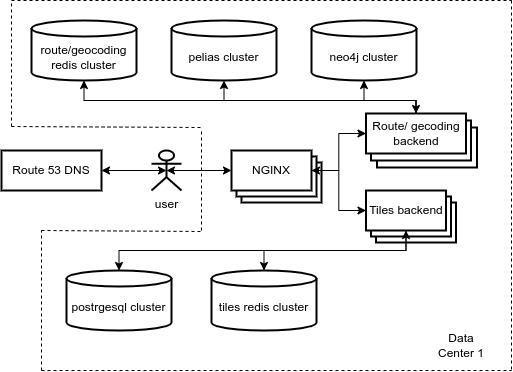 route/geocoding
redis cluster
pelias cluster
neo4j cluster
Route/ gecoding
backend
Route 53 DNS
user
NGINX
Tiles backend
postrgesql cluster
tiles redis cluster
Data
Center 1